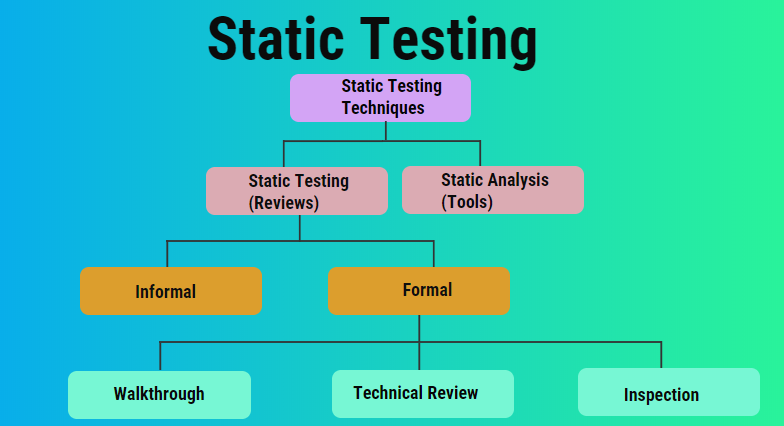 Static Testing
Static Testing
Techniques
Static Testing
(Reviews)
Static Analysis
(Tools)
Informal
Formal
Walkthrough
Technical Review
Inspection